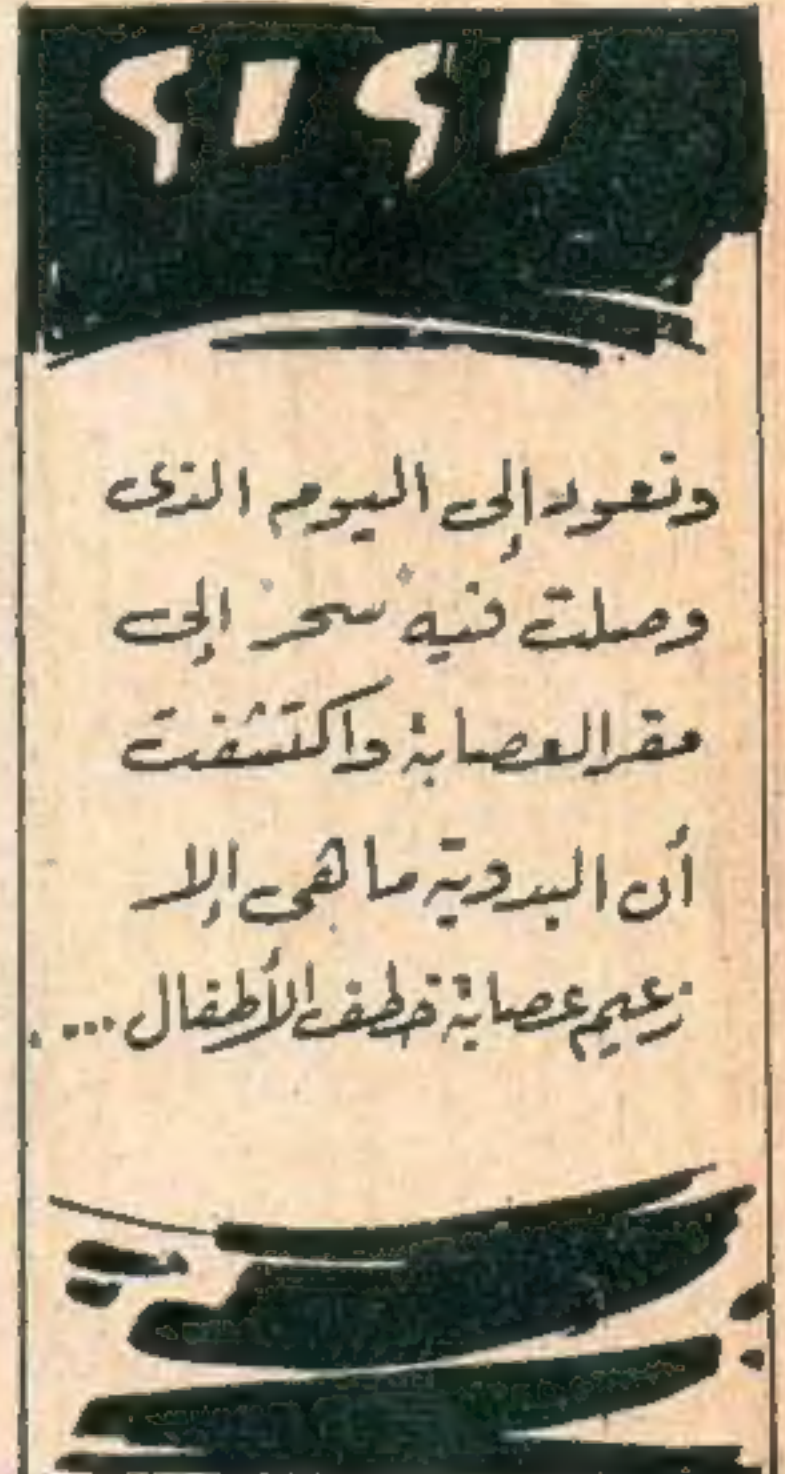 ونعود إلى اليوم الذى
وصلت فيه سحر إلى
مقر العصابة واكتشفت
أن البدوية ما هى إلا
زعيم عصابة خطف الأطفال ....